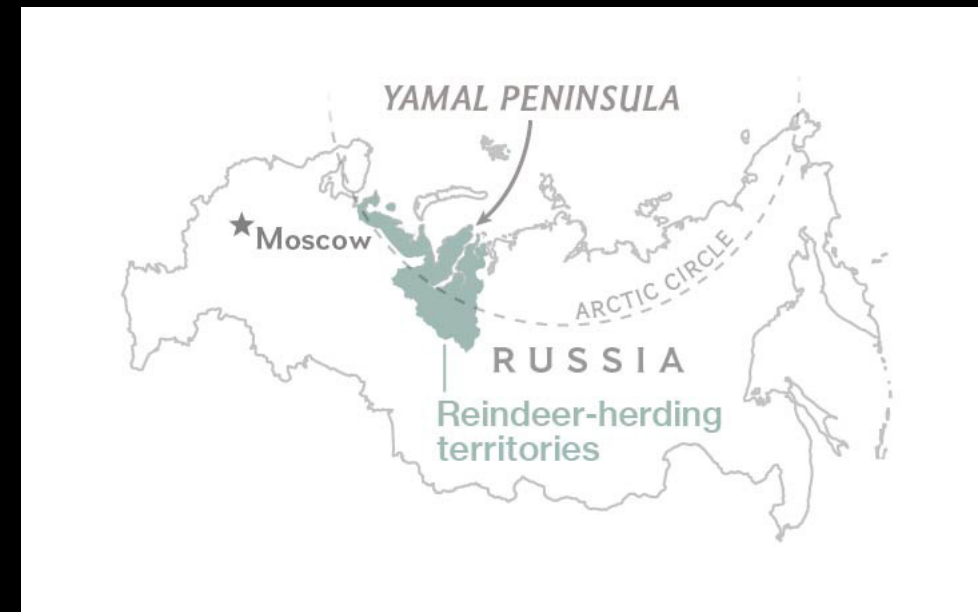 YAMAL PENINSULA
Moscow
ARCTIC CIRCLE
RUSSIA
Reindeer-herding
territories